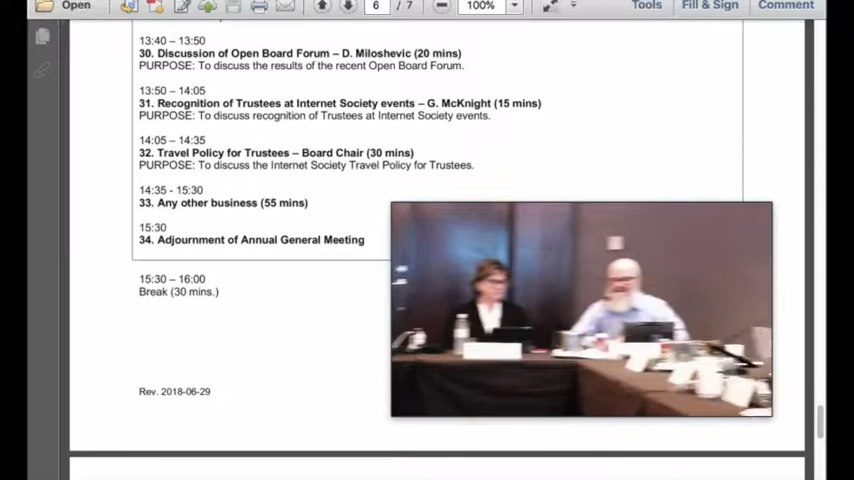 Open
6 / 7
100%
Tools
Fill & Sign
Comment
13:40 – 13:50
30. Discussion of Open Board Forum – D. Miloshevic (20 mins)
PURPOSE: To discuss the results of the recent Open Board Forum.
13:50 – 14:05
31. Recognition of Trustees at Internet Society events – G. McKnight (15 mins)
PURPOSE: To discuss recognition of Trustees at Internet Society events.
14:05 – 14:35
32. Travel Policy for Trustees – Board Chair (30 mins)
PURPOSE: To discuss the Internet Society Travel Policy for Trustees.
14:35 - 15:30
33. Any other business (55 mins)
15:30
34. Adjournment of Annual General Meeting
15:30 – 16:00
Break (30 mins.)
Rev. 2018-06-29